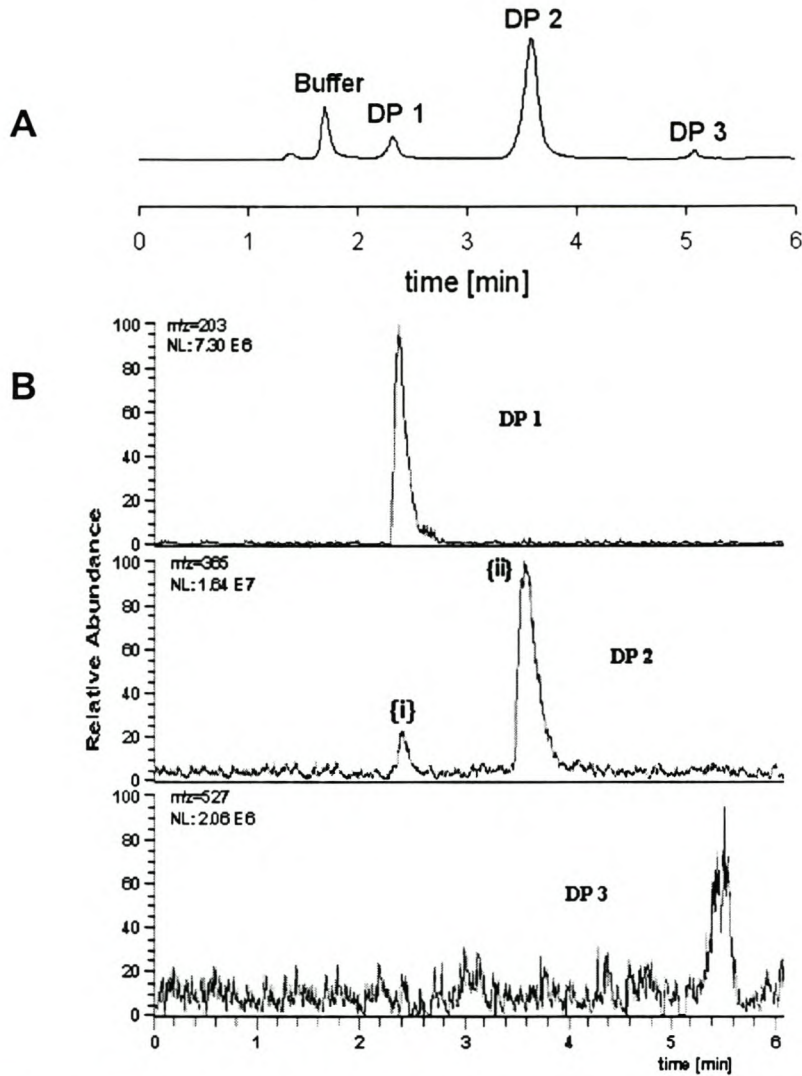 A
Buffer
DP 1
DP 2
DP 3
0 1 2 3 4 5 6
time [min]
B
Relative Abundance
100
80
60
40
20
0
m/z=203
NL: 7.30 E6
DP 1
100
80
60
40
20
0
m/z=365
NL: 1.64 E7
{i}
{ii}
DP 2
100
80
60
40
20
0
m/z=527
NL: 2.06 E6
DP 3
0 1 2 3 4 5 6
time [min]